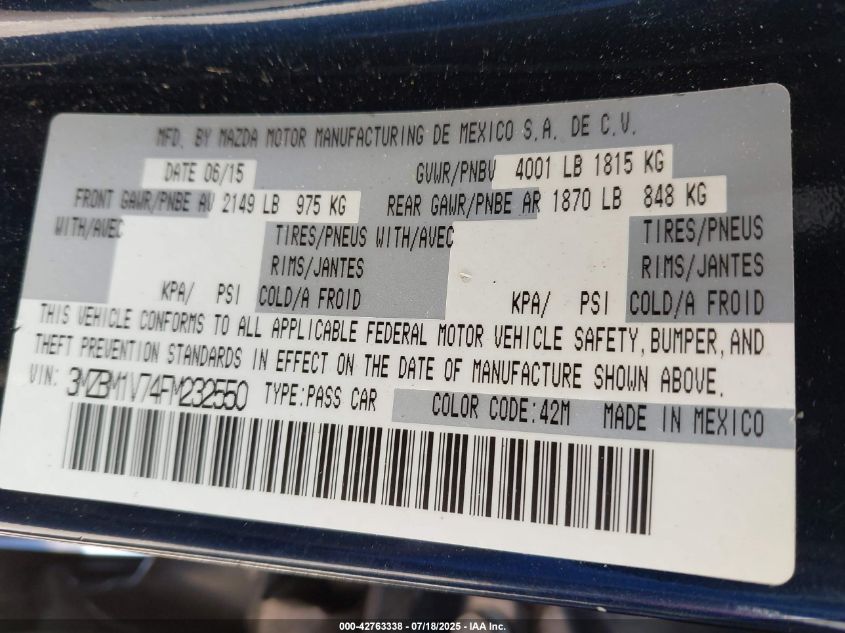 MFD. BY MAZDA MOTOR MANUFACTURING DE MEXICO S.A. DE C.V.
DATE 06/15 GVWR/PNBV 4001 LB 1815 KG
FRONT GAWR/PNBE AV 2149 LB 975 KG REAR GAWR/PNBE AR 1870 LB 848 KG
WITH/AVEC TIRES/PNEUS WITH/AVEC TIRES/PNEUS
RIMS/JANTES RIMS/JANTES
KPA/ PSI COLD/A FROID KPA/ PSI COLD/A FROID
THIS VEHICLE CONFORMS TO ALL APPLICABLE FEDERAL MOTOR VEHICLE SAFETY, BUMPER, AND
THEFT PREVENTION STANDARDS IN EFFECT ON THE DATE OF MANUFACTURE SHOWN ABOVE.
VIN: 3MZBM1V74FM232550 TYPE:PASS CAR COLOR CODE:42M MADE IN MEXICO
000-42763338 - 07/18/2025 - IAA Inc.